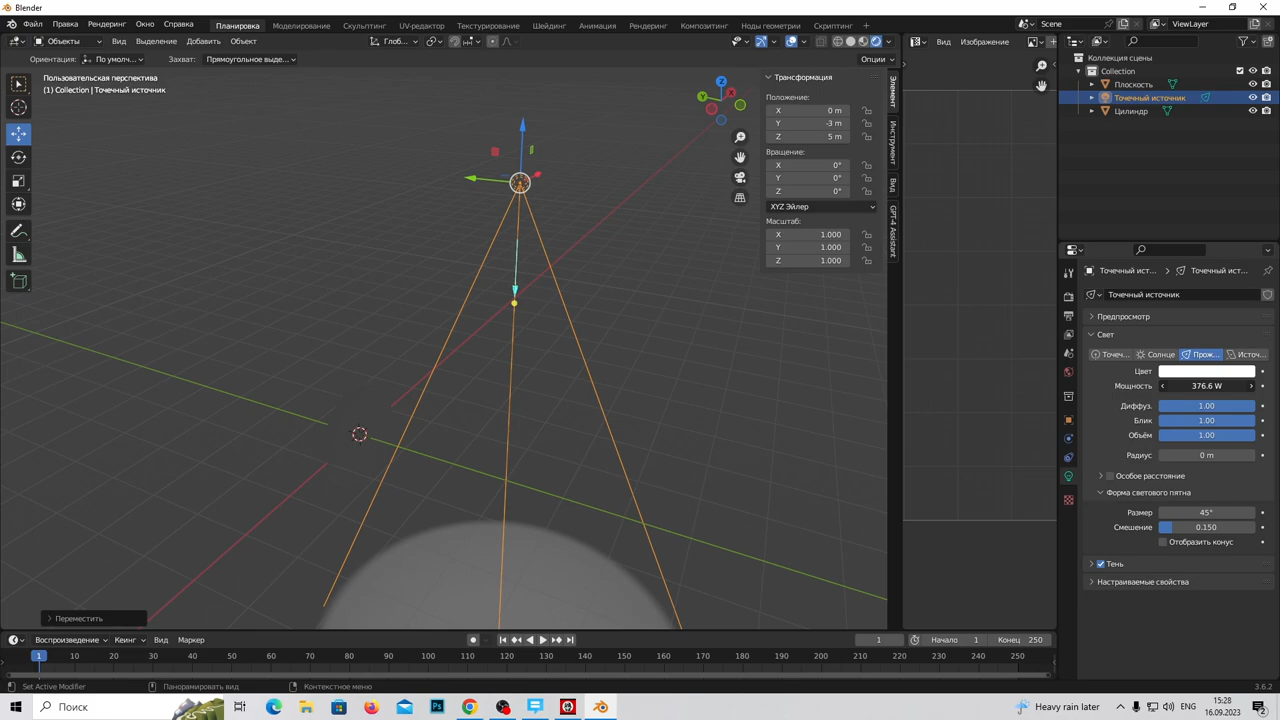 Blender
Файл Правка Рендеринг Окно Справка Планировка Моделирование Скульптинг UV-редактор Текстурирование Шейдинг Анимация Рендеринг Композитинг Ноды геометрии Скриптинг + Scene ViewLayer
Объекты Вид Выделение Добавить Объект Глоб... Вид Изображение
Ориентация: По умолч... Захват: Прямоугольное выде... Опции
Пользовательская перспектива
(1) Collection | Точечный источник
Z
Y
X
Трансформация
Положение:
X 0 m
Y -3 m
Z 5 m
Вращение:
X 0°
Y 0°
Z 0°
XYZ Эйлер
Масштаб:
X 1.000
Y 1.000
Z 1.000
Элемент
Инструмент
Вид
GPT-4 Assistant
Коллекция сцены
Collection
Плоскость
Точечный источник
Цилиндр
Точечный ист... Точечный ист...
Точечный источник
Предпросмотр
Свет
Точеч... Солнце Прож... Источ...
Цвет
Мощность 376.6 W
Диффуз. 1.00
Блик 1.00
Объём 1.00
Радиус 0 m
Особое расстояние
Форма светового пятна
Размер 45°
Смешение 0.150
Отобразить конус
Тень
Настраиваемые свойства
Переместить
Воспроизведение Кеинг Вид Маркер 1 Начало 1 Конец 250
1 10 20 30 40 50 60 70 80 90 100 110 120 130 140 150 160 170 180 190 200 210 220 230 240 250
Set Active Modifier Панорамировать вид Контекстное меню 3.6.2
Поиск Ps Heavy rain later ENG 15:28
16.09.2023 2